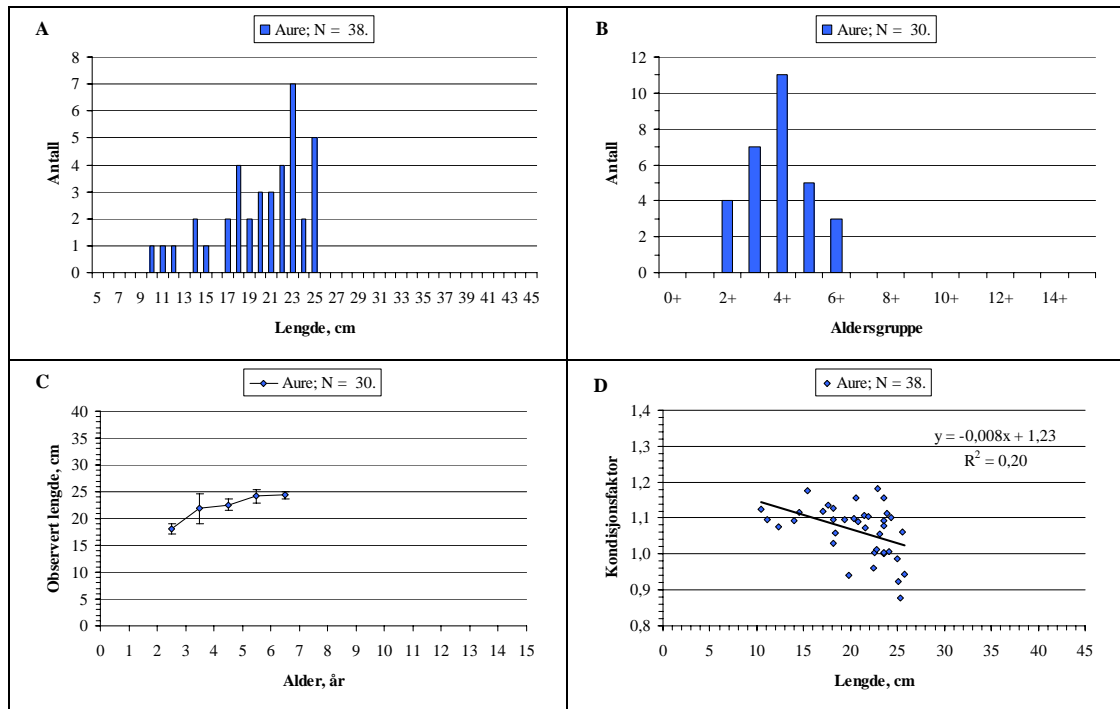 A
Aure; N = 38.
Antall
8
7
6
5
4
3
2
1
0
5 7 9 11 13 15 17 19 21 23 25 27 29 31 33 35 37 39 41 43 45
Lengde, cm
B
Aure; N = 30.
Antall
12
10
8
6
4
2
0
0+ 2+ 4+ 6+ 8+ 10+ 12+ 14+
Aldersgruppe
C
Aure; N = 30.
Observert lengde, cm
40
35
30
25
20
15
10
5
0
0 1 2 3 4 5 6 7 8 9 10 11 12 13 14 15
Alder, år
D
Aure; N = 38.
Kondisjonsfaktor
1,4
1,3
1,2
1,1
1,0
0,9
0,8
y = -0,008x + 1,23
R² = 0,20
0 5 10 15 20 25 30 35 40 45
Lengde, cm